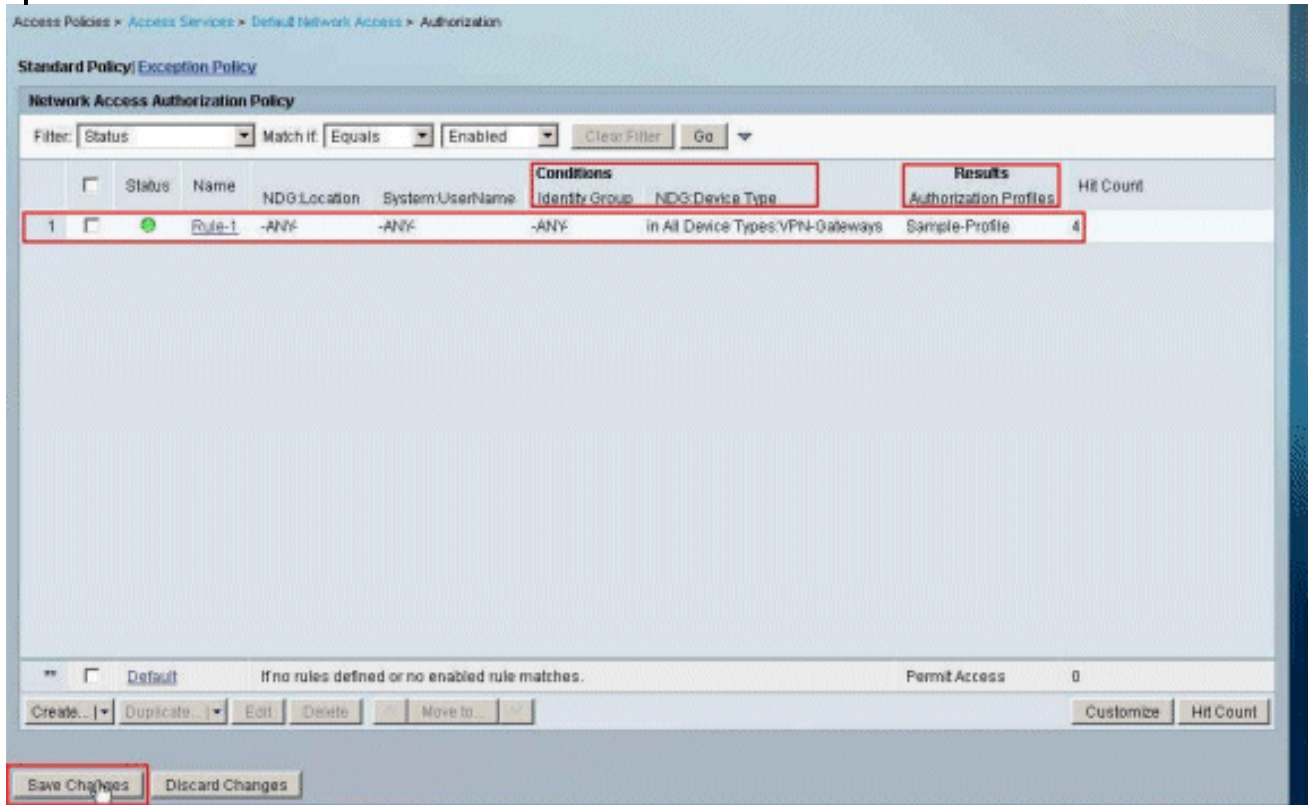 Access Policies > Access Services > Default Network Access > Authorization
Standard Policy| Exception Policy
Network Access Authorization Policy
Filter: Status Match if: Equals Enabled Clear Filter Go
Status Name NDG:Location System:UserName Conditions Identity Group NDG:Device Type Results Authorization Profiles Hit Count
1 Rule-1 -ANY- -ANY- -ANY- in All Device Types:VPN-Gateways Sample-Profile 4
** Default If no rules defined or no enabled rule matches. Permit Access 0
Create... Duplicate... Edit Delete Move to... Customize Hit Count
Save Changes Discard Changes